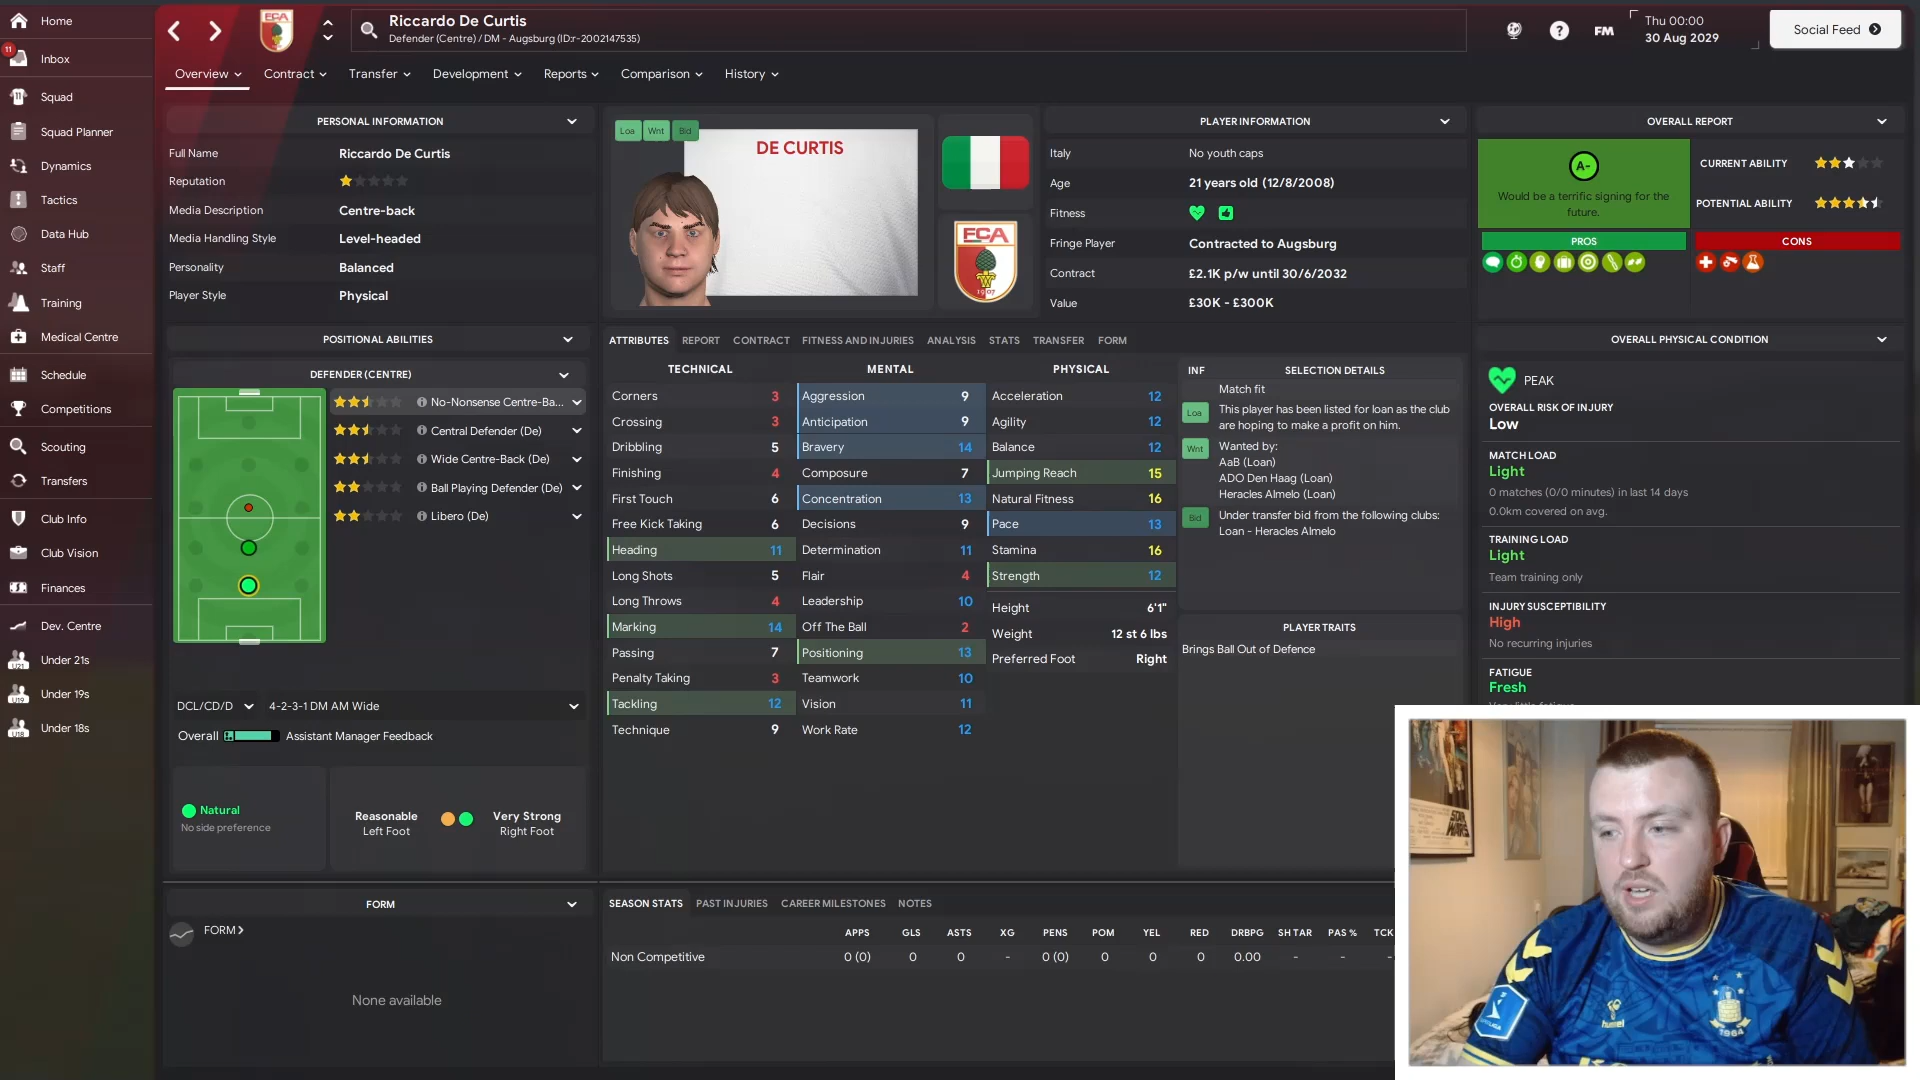 Home
11
Inbox
Squad
Squad Planner
Dynamics
Tactics
Data Hub
Staff
Training
Medical Centre
Schedule
Competitions
Scouting
Transfers
Club Info
Club Vision
Finances
Dev. Centre
U21
Under 21s
U19
Under 19s
U18
Under 18s
FCA
Riccardo De Curtis
Defender (Centre) / DM - Augsburg (ID:r-2002147535)
?
FM
Thu 00:00
30 Aug 2029
Social Feed
Overview
Contract
Transfer
Development
Reports
Comparison
History
PERSONAL INFORMATION
Full Name Riccardo De Curtis
Reputation
Media Description Centre-back
Media Handling Style Level-headed
Personality Balanced
Player Style Physical
Loa Wnt Bid
DE CURTIS
FCA
1907
PLAYER INFORMATION
Italy No youth caps
Age 21 years old (12/8/2008)
Fitness
Fringe Player Contracted to Augsburg
Contract £2.1K p/w until 30/6/2032
Value £30K - £300K
OVERALL REPORT
A-
Would be a terrific signing for the
future.
CURRENT ABILITY
POTENTIAL ABILITY
PROS
CONS
POSITIONAL ABILITIES
DEFENDER (CENTRE)
No-Nonsense Centre-Ba...
Central Defender (De)
Wide Centre-Back (De)
Ball Playing Defender (De)
Libero (De)
DCL/CD/D 4-2-3-1 DM AM Wide
Overall Assistant Manager Feedback
Natural
No side preference
Reasonable
Left Foot
Very Strong
Right Foot
ATTRIBUTES REPORT CONTRACT FITNESS AND INJURIES ANALYSIS STATS TRANSFER FORM
TECHNICAL
Corners 3
Crossing 3
Dribbling 5
Finishing 4
First Touch 6
Free Kick Taking 6
Heading 11
Long Shots 5
Long Throws 4
Marking 14
Passing 7
Penalty Taking 3
Tackling 12
Technique 9
MENTAL
Aggression 9
Anticipation 9
Bravery 14
Composure 7
Concentration 13
Decisions 9
Determination 11
Flair 4
Leadership 10
Off The Ball 2
Positioning 13
Teamwork 10
Vision 11
Work Rate 12
PHYSICAL
Acceleration 12
Agility 12
Balance 12
Jumping Reach 15
Natural Fitness 16
Pace 13
Stamina 16
Strength 12
Height 6'1"
Weight 12 st 6 lbs
Preferred Foot Right
INF SELECTION DETAILS
Match fit
Loa
This player has been listed for loan as the club
are hoping to make a profit on him.
Wnt
Wanted by:
AaB (Loan)
ADO Den Haag (Loan)
Heracles Almelo (Loan)
Bid
Under transfer bid from the following clubs:
Loan - Heracles Almelo
PLAYER TRAITS
Brings Ball Out of Defence
OVERALL PHYSICAL CONDITION
PEAK
OVERALL RISK OF INJURY
Low
MATCH LOAD
Light
0 matches (0/0 minutes) in last 14 days
0.0km covered on avg.
TRAINING LOAD
Light
Team training only
INJURY SUSCEPTIBILITY
High
No recurring injuries
FATIGUE
Fresh
FORM
FORM
None available
SEASON STATS PAST INJURIES CAREER MILESTONES NOTES
APPS GLS ASTS XG PENS POM YEL RED DRBPG SH TAR PAS % TCK
Non Competitive 0 (0) 0 0 - 0 (0) 0 0 0 0.00 - - -
STAR
WARS
hummel
1964